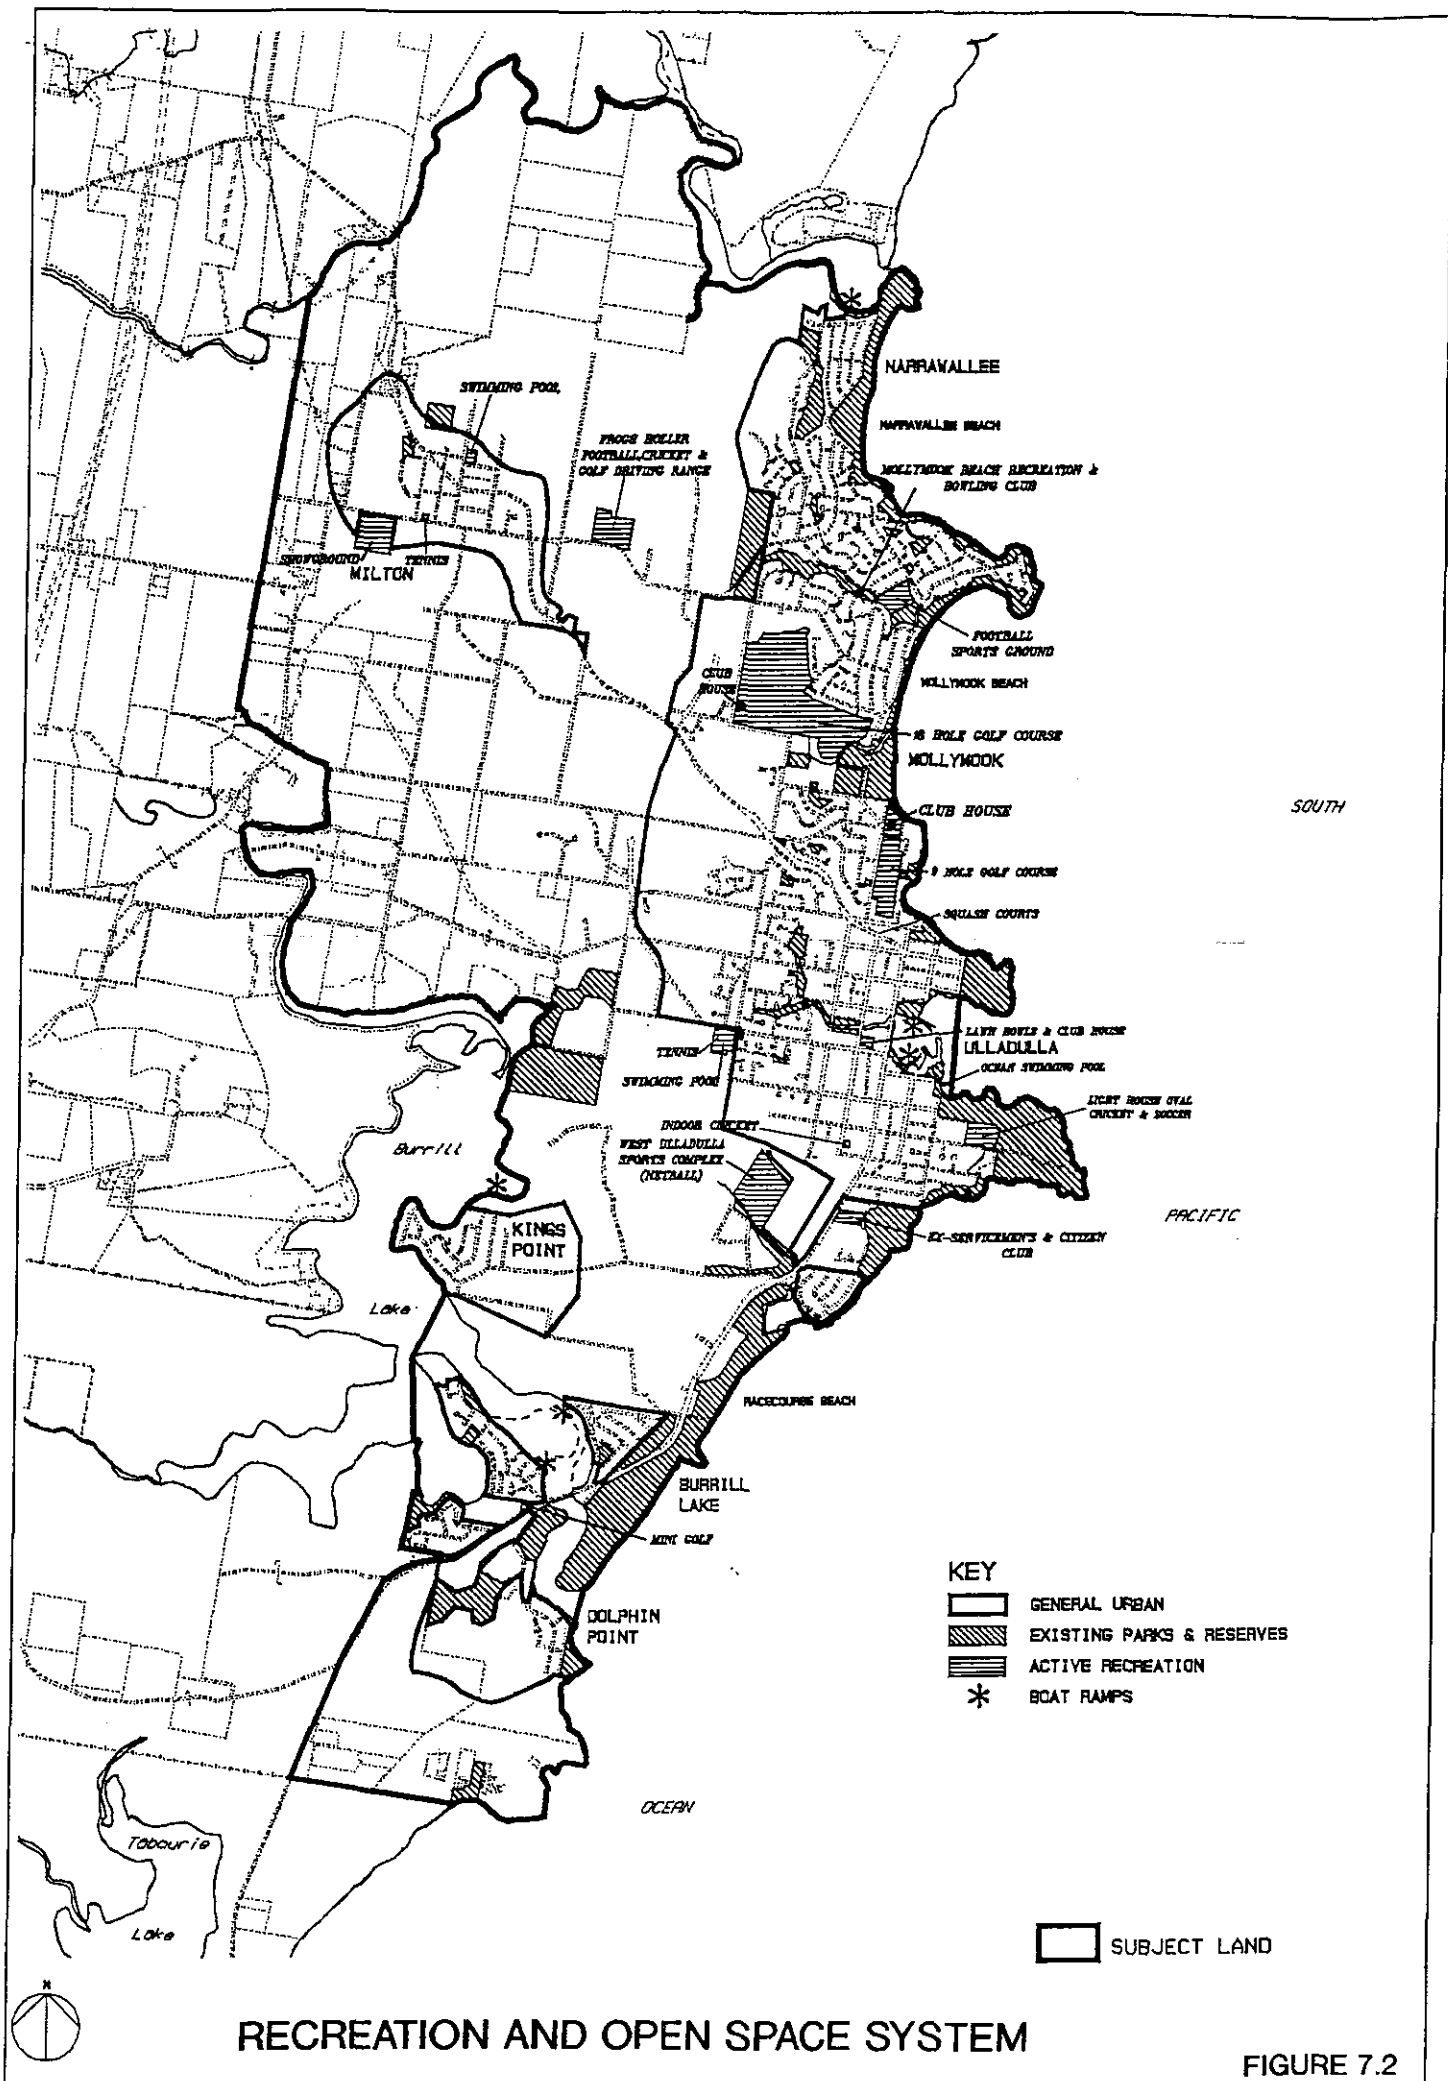 NARRAWALLEE
SWIMMING POOL
NARRAWALLEE BEACH
FROGS HOLLER
FOOTBALL,CRICKET &
GOLF DRIVING RANGE
MOLLYMOOK BEACH RECREATION &
BOWLING CLUB
SHOWGROUND
TENNIS
MILTON
FOOTBALL
SPORTS GROUND
CLUB
HOUSE
MOLLYMOOK BEACH
18 HOLE GOLF COURSE
MOLLYMOOK
SOUTH
CLUB HOUSE
9 HOLE GOLF COURSE
SQUASH COURTS
LAWN BOWLS & CLUB HOUSE
ULLADULLA
TENNIS
OCEAN SWIMMING POOL
SWIMMING POOL
LIGHT HOUSE OVAL
CRICKET & SOCCER
INDOOR CRICKET
WEST ULLADULLA
SPORTS COMPLEX
(NETBALL)
Burrill
PACIFIC
KINGS
POINT
EX-SERVICEMEN'S & CITIZEN
CLUB
Lake
RACECOURSE BEACH
BURRILL
LAKE
MINI GOLF
DOLPHIN
POINT
KEY
GENERAL URBAN
EXISTING PARKS & RESERVES
ACTIVE RECREATION
BOAT RAMPS
OCEAN
Tabourie
Lake
SUBJECT LAND
N
RECREATION AND OPEN SPACE SYSTEM
FIGURE 7.2